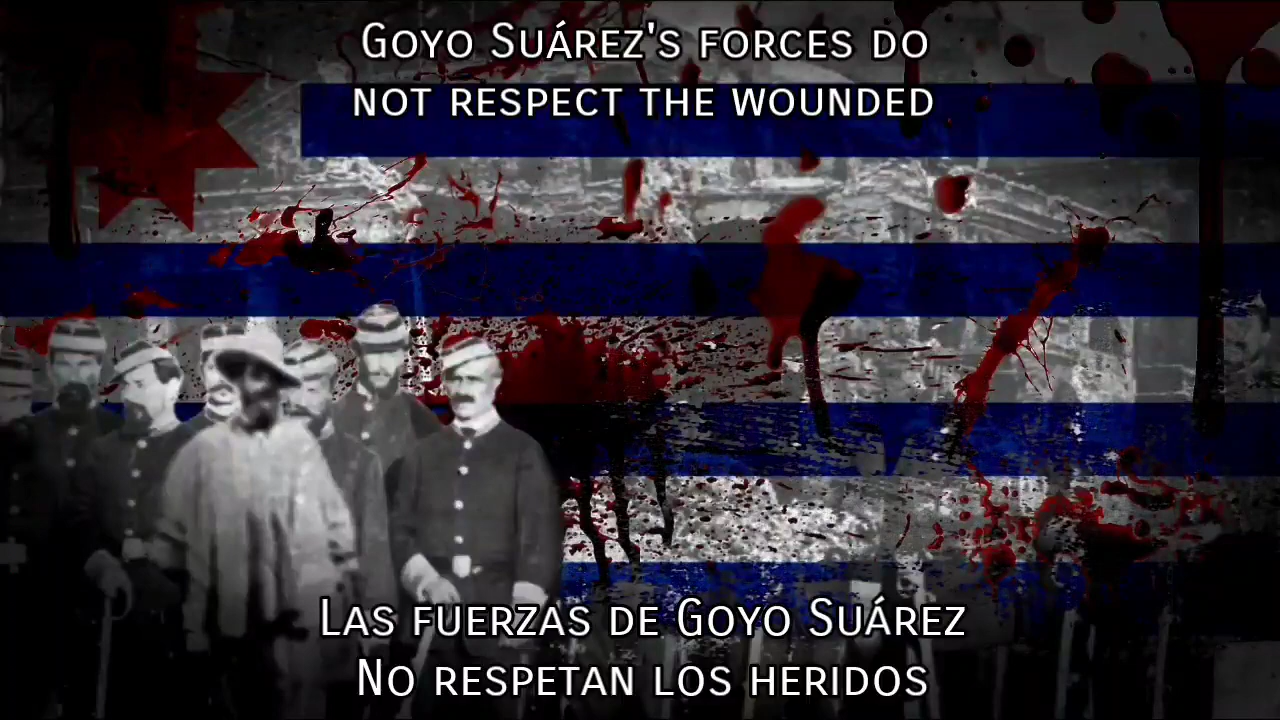 Goyo Suárez's forces do
not respect the wounded
Las fuerzas de Goyo Suárez
No respetan los heridos